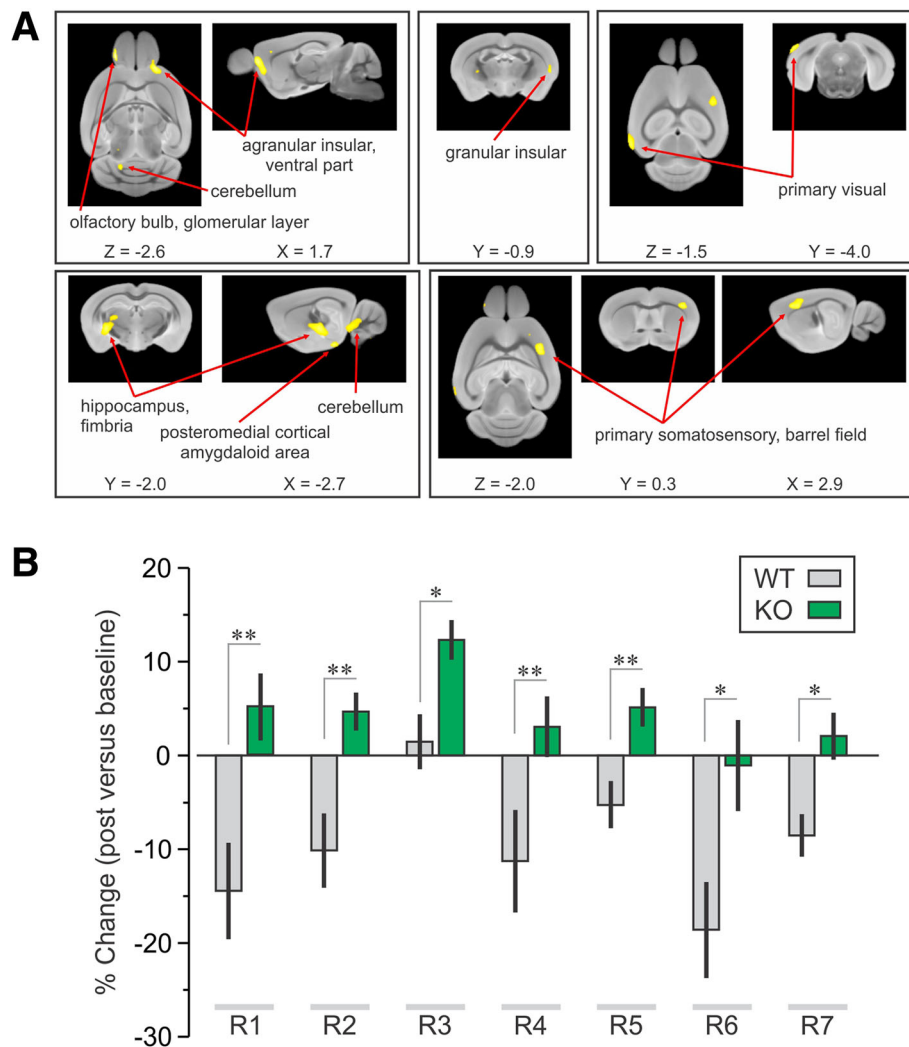 A
agranular insular,
ventral part
cerebellum
olfactory bulb, glomerular layer
Z = -2.6 X = 1.7
granular insular
Y = -0.9
primary visual
Z = -1.5 Y = -4.0
hippocampus,
fimbria
cerebellum
posteromedial cortical
amygdaloid area
Y = -2.0 X = -2.7
primary somatosensory, barrel field
Z = -2.0 Y = 0.3 X = 2.9
B
% Change (post versus baseline)
20
10
0
-10
-20
-30
WT
KO
** ** * ** ** * *
R1 R2 R3 R4 R5 R6 R7